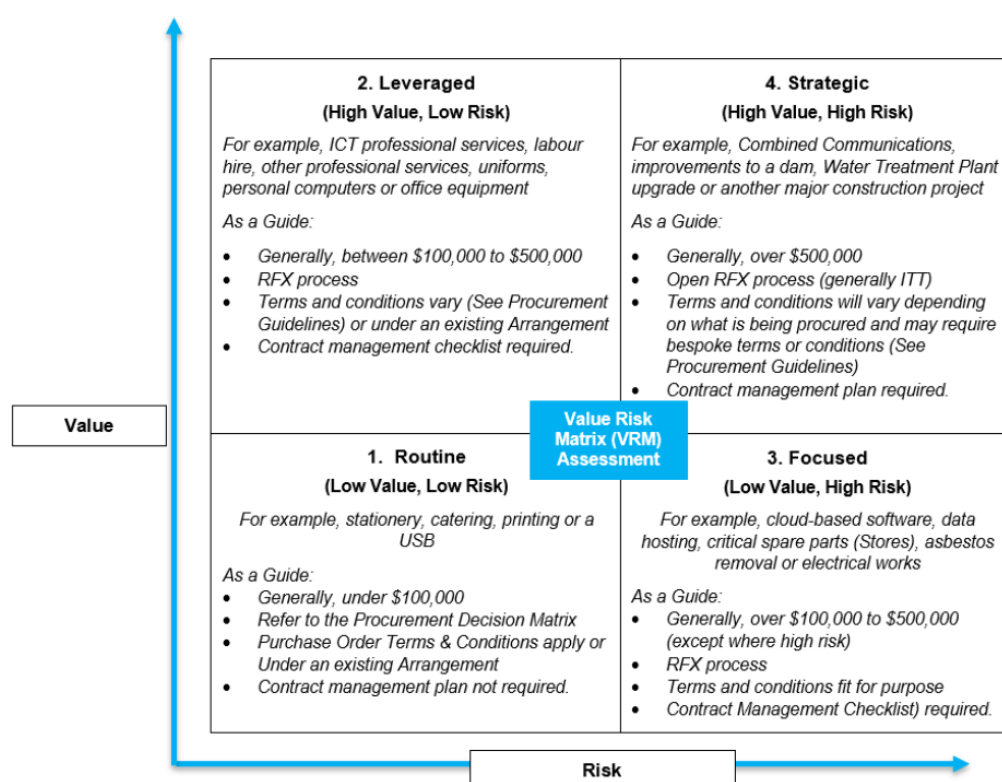 2. Leveraged
(High Value, Low Risk)
For example, ICT professional services, labour
hire, other professional services, uniforms,
personal computers or office equipment
As a Guide:
• Generally, between $100,000 to $500,000
• RFX process
• Terms and conditions vary (See Procurement
Guidelines) or under an existing Arrangement
• Contract management checklist required.
4. Strategic
(High Value, High Risk)
For example, Combined Communications,
improvements to a dam, Water Treatment Plant
upgrade or another major construction project
As a Guide:
• Generally, over $500,000
• Open RFX process (generally ITT)
• Terms and conditions will vary depending
on what is being procured and may require
bespoke terms or conditions (See
Procurement Guidelines)
• Contract management plan required.
Value
Value Risk
Matrix (VRM)
Assessment
1. Routine
(Low Value, Low Risk)
For example, stationery, catering, printing or a
USB
As a Guide:
• Generally, under $100,000
• Refer to the Procurement Decision Matrix
• Purchase Order Terms & Conditions apply or
Under an existing Arrangement
• Contract management plan not required.
3. Focused
(Low Value, High Risk)
For example, cloud-based software, data
hosting, critical spare parts (Stores), asbestos
removal or electrical works
As a Guide:
• Generally, over $100,000 to $500,000
(except where high risk)
• RFX process
• Terms and conditions fit for purpose
• Contract Management Checklist) required.
Risk